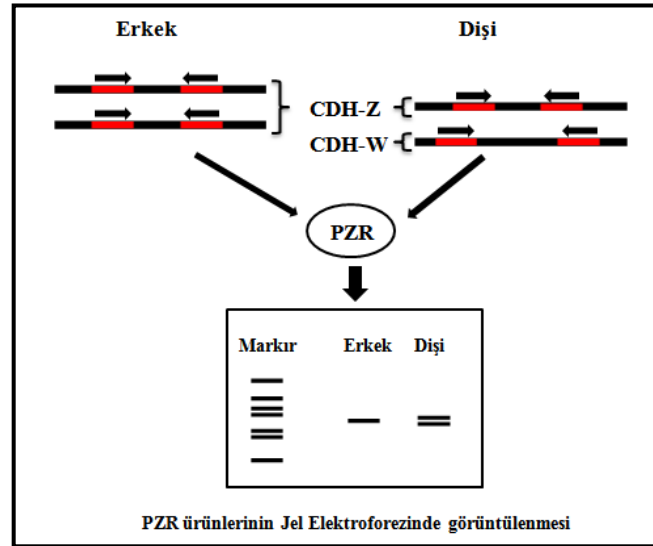 Erkek Dişi
CDH-Z
CDH-W
PZR
Markır Erkek Dişi
PZR ürünlerinin Jel Elektroforezinde görüntülenmesi